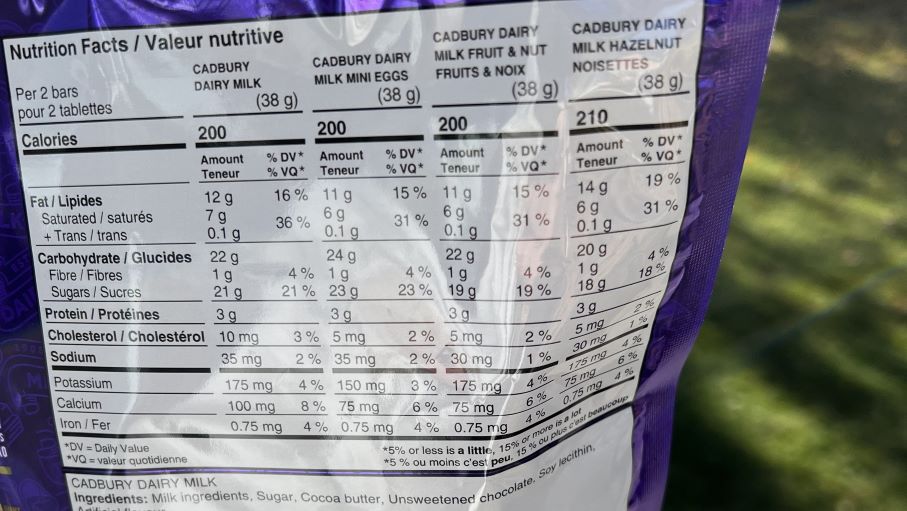 Nutrition Facts / Valeur nutritive
Per 2 bars
pour 2 tablettes
CADBURY
DAIRY MILK
(38 g)
CADBURY DAIRY
MILK MINI EGGS
(38 g)
CADBURY DAIRY
MILK FRUIT & NUT
FRUITS & NOIX
(38 g)
CADBURY DAIRY
MILK HAZELNUT
NOISETTES
(38 g)
Calories 200 200 200 210
Amount % DV* Amount % DV* Amount % DV* Amount % DV*
Teneur % VQ* Teneur % VQ* Teneur % VQ* Teneur % VQ*
Fat / Lipides 12 g 16 % 11 g 15 % 11 g 15 % 14 g 19 %
Saturated / saturés 7 g 36 % 6 g 31 % 6 g 31 % 6 g 31 %
+ Trans / trans 0.1 g 0.1 g 0.1 g 0.1 g
Carbohydrate / Glucides 22 g 24 g 22 g 20 g
Fibre / Fibres 1 g 4 % 1 g 4 % 1 g 4 % 1 g 4 %
Sugars / Sucres 21 g 21 % 23 g 23 % 19 g 19 % 18 g 18 %
Protein / Protéines 3 g 3 g 3 g 3 g
Cholesterol / Cholestérol 10 mg 3 % 5 mg 2 % 5 mg 2 % 5 mg 2 %
Sodium 35 mg 2 % 35 mg 2 % 30 mg 1 % 30 mg 1 %
Potassium 175 mg 4 % 150 mg 3 % 175 mg 4 % 175 mg 4 %
Calcium 100 mg 8 % 75 mg 6 % 75 mg 6 % 75 mg 6 %
Iron / Fer 0.75 mg 4 % 0.75 mg 4 % 0.75 mg 4 % 0.75 mg 4 %
*DV = Daily Value
*VQ = valeur quotidienne
*5% or less is a little, 15% or more is a lot
*5 % ou moins c'est peu, 15 % ou plus c'est beaucoup
CADBURY DAIRY MILK
Ingredients: Milk ingredients, Sugar, Cocoa butter, Unsweetened chocolate, Soy lecithin,